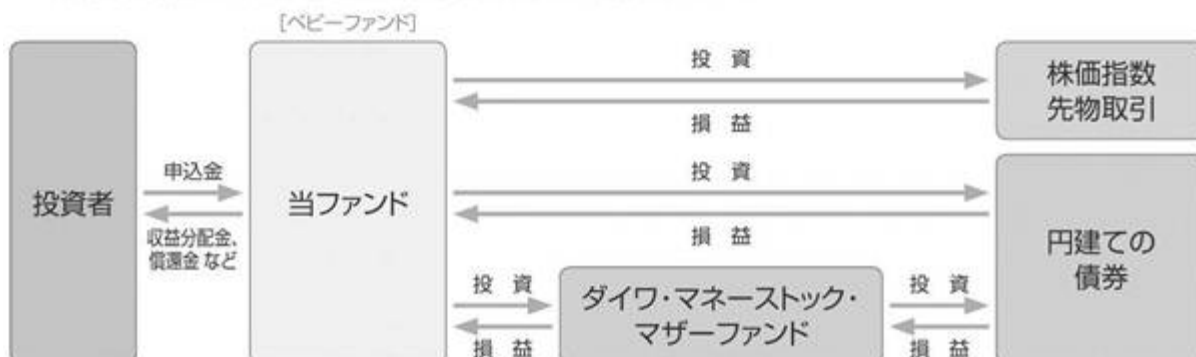 [ベビーファンド]
投資者
申込金
収益分配金、
償還金 など
当ファンド
投 資
損 益
株価指数
先物取引
投 資
損 益
円建ての
債券
投 資
損 益
ダイワ・マネーストック・
マザーファンド
投 資
損 益